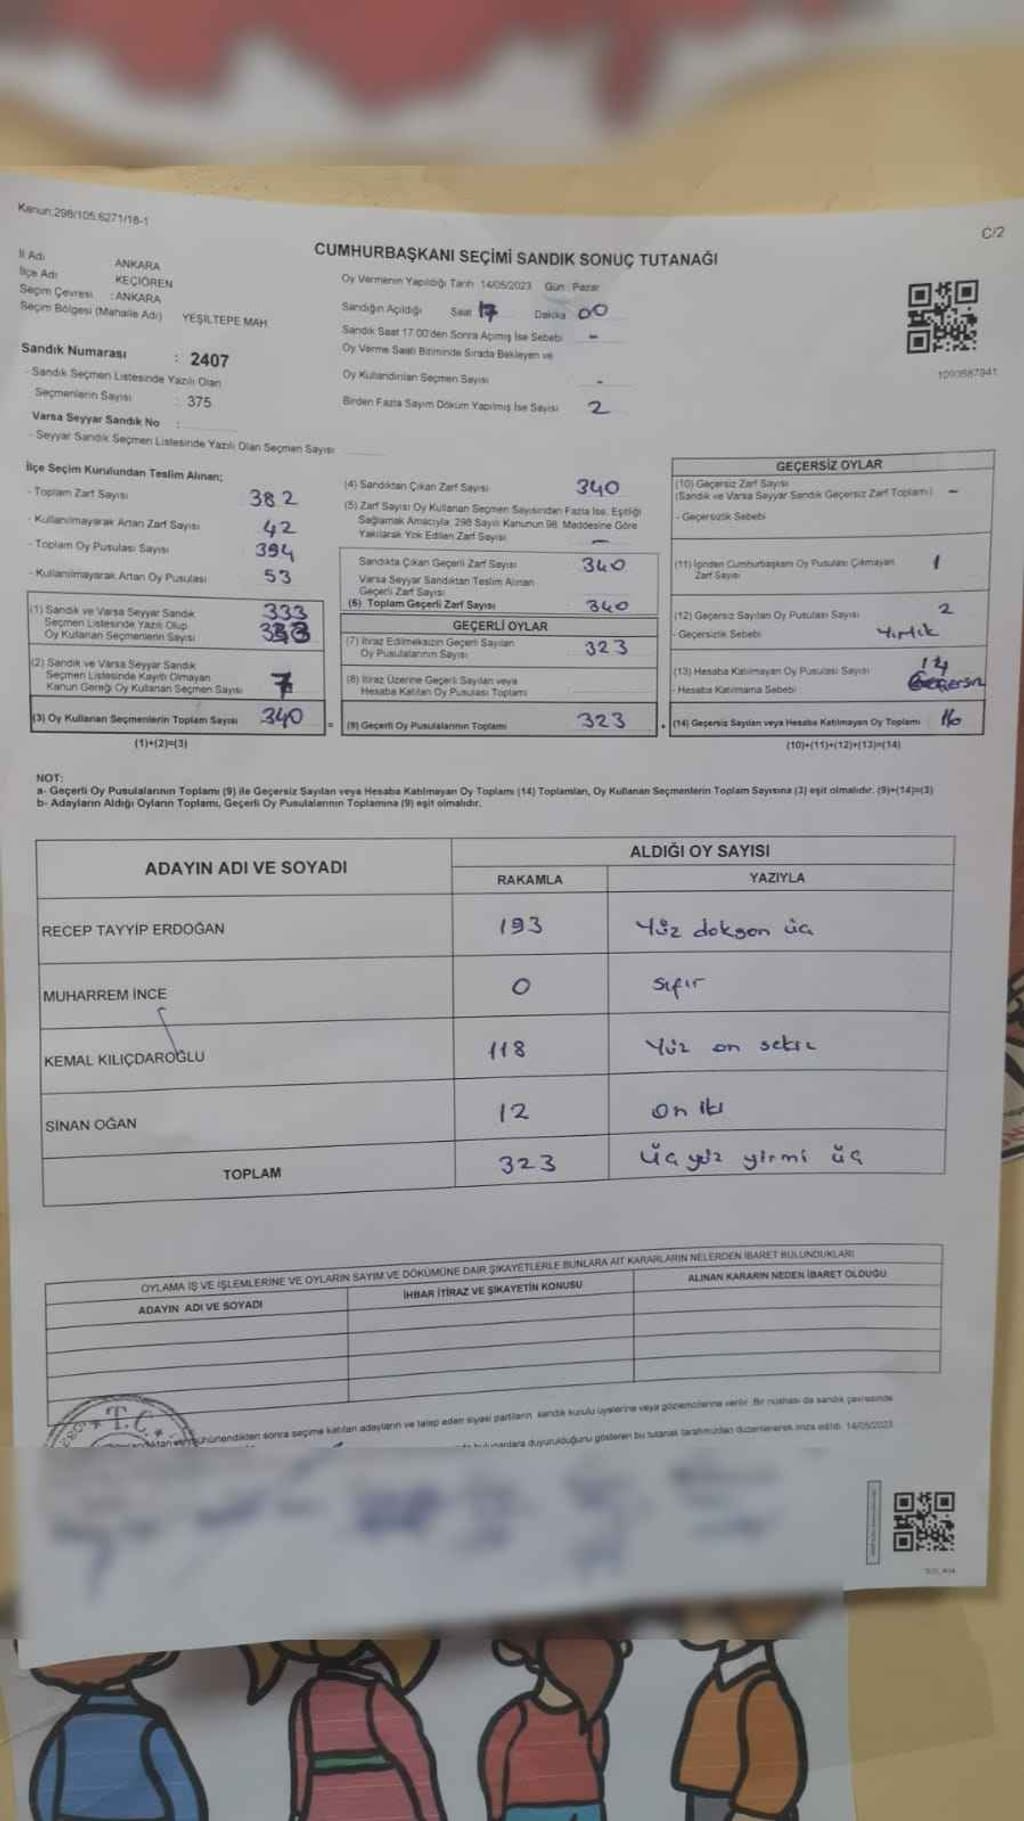 Kanun:298/105,6271/18-1
C/2
CUMHURBAŞKANI SEÇİMİ SANDIK SONUÇ TUTANAĞI
İl Adı ANKARA
İlçe Adı KEÇİÖREN
Seçim Çevresi : ANKARA
Seçim Bölgesi (Mahalle Adı) YEŞİLTEPE MAH.
Sandık Numarası : 2407
- Sandık Seçmen Listesinde Yazılı Olan
Seçmenlerin Sayısı : 375
Varsa Seyyar Sandık No :
- Seyyar Sandık Seçmen Listesinde Yazılı Olan Seçmen Sayısı
Oy Vermenin Yapıldığı Tarih 14/05/2023 Gün : Pazar
Sandığın Açıldığı Saat 17 Dakika 00
Sandık Saat 17.00'den Sonra Açılmış İse Sebebi -
Oy Verme Saati Bitiminde Sırada Bekleyen ve
Oy Kullandırılan Seçmen Sayısı -
Birden Fazla Sayım Döküm Yapılmış İse Sayısı 2
1093587941
İlçe Seçim Kurulundan Teslim Alınan;
- Toplam Zarf Sayısı 382
- Kullanılmayarak Artan Zarf Sayısı 42
- Toplam Oy Pusulası Sayısı 394
- Kullanılmayarak Artan Oy Pusulası 53
(1) Sandık ve Varsa Seyyar Sandık 333
Seçmen Listesinde Yazılı Olup
Oy Kullanan Seçmenlerin Sayısı
(2) Sandık ve Varsa Seyyar Sandık
Seçmen Listesinde Kayıtlı Olmayan
Kanun Gereği Oy Kullanan Seçmen Sayısı 7
(3) Oy Kullanan Seçmenlerin Toplam Sayısı 340 =
(1)+(2)=(3)
(4) Sandıktan Çıkan Zarf Sayısı 340
(5) Zarf Sayısı Oy Kullanan Seçmen Sayısından Fazla İse, Eşitliği
Sağlamak Amacıyla, 298 Sayılı Kanunun 98. Maddesine Göre
Yakılarak Yok Edilen Zarf Sayısı -
Sandıkta Çıkan Geçerli Zarf Sayısı 340
Varsa Seyyar Sandıktan Teslim Alınan
Geçerli Zarf Sayısı
(6) Toplam Geçerli Zarf Sayısı 340
GEÇERLİ OYLAR
(7) İtiraz Edilmeksizin Geçerli Sayılan
Oy Pusulalarının Sayısı 323
(8) İtiraz Üzerine Geçerli Sayılan veya
Hesaba Katılan Oy Pusulası Toplamı
(9) Geçerli Oy Pusulalarının Toplamı 323 +
GEÇERSİZ OYLAR
(10) Geçersiz Zarf Sayısı
(Sandık ve Varsa Seyyar Sandık Geçersiz Zarf Toplamı) -
- Geçersizlik Sebebi
(11) İçinden Cumhurbaşkanı Oy Pusulası Çıkmayan 1
Zarf Sayısı
(12) Geçersiz Sayılan Oy Pusulası Sayısı 2
- Geçersizlik Sebebi Yırtık
(13) Hesaba Katılmayan Oy Pusulası Sayısı 14
- Hesaba Katılmama Sebebi Geçersiz
(14) Geçersiz Sayılan veya Hesaba Katılmayan Oy Toplamı 16
(10)+(11)+(12)+(13)=(14)
NOT:
a- Geçerli Oy Pusulalarının Toplamı (9) ile Geçersiz Sayılan veya Hesaba Katılmayan Oy Toplamı (14) Toplamları, Oy Kullanan Seçmenlerin Toplam Sayısına (3) eşit olmalıdır. (9)+(14)=(3)
b- Adayların Aldığı Oyların Toplamı, Geçerli Oy Pusulalarının Toplamına (9) eşit olmalıdır.
ADAYIN ADI VE SOYADI ALDIĞI OY SAYISI
RAKAMLA YAZIYLA
RECEP TAYYİP ERDOĞAN 193 Yüz dokson üç
MUHARREM İNCE 0 sıfır
KEMAL KILIÇDAROĞLU 118 Yüz on sekiz
SİNAN OĞAN 12 on iki
TOPLAM 323 üç yüz yirmi üç
OYLAMA İŞ VE İŞLEMLERİNE VE OYLARIN SAYIM VE DÖKÜMÜNE DAİR ŞİKAYETLERLE BUNLARA AİT KARARLARIN NELERDEN İBARET BULUNDUKLARI
ADAYIN ADI VE SOYADI İHBAR İTİRAZ VE ŞİKAYETİN KONUSU ALINAN KARARIN NEDEN İBARET OLDUĞU
sonra seçime katılan adayların ve talep eden siyasi partilerin sandık kurulu üyelerine veya gözlemcilerine verilir. Bir nüshası da sandık çevresinde
duyurulduğunu gösteren bu tutanak tarafımızdan düzenlenerek imza edildi. 14/05/2023
T.C.